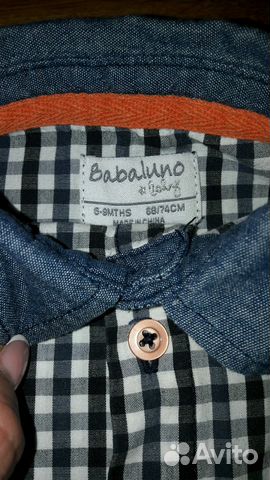 Babaluno
6-9MTHS 68/74CM
MADE IN CHINA
Avito